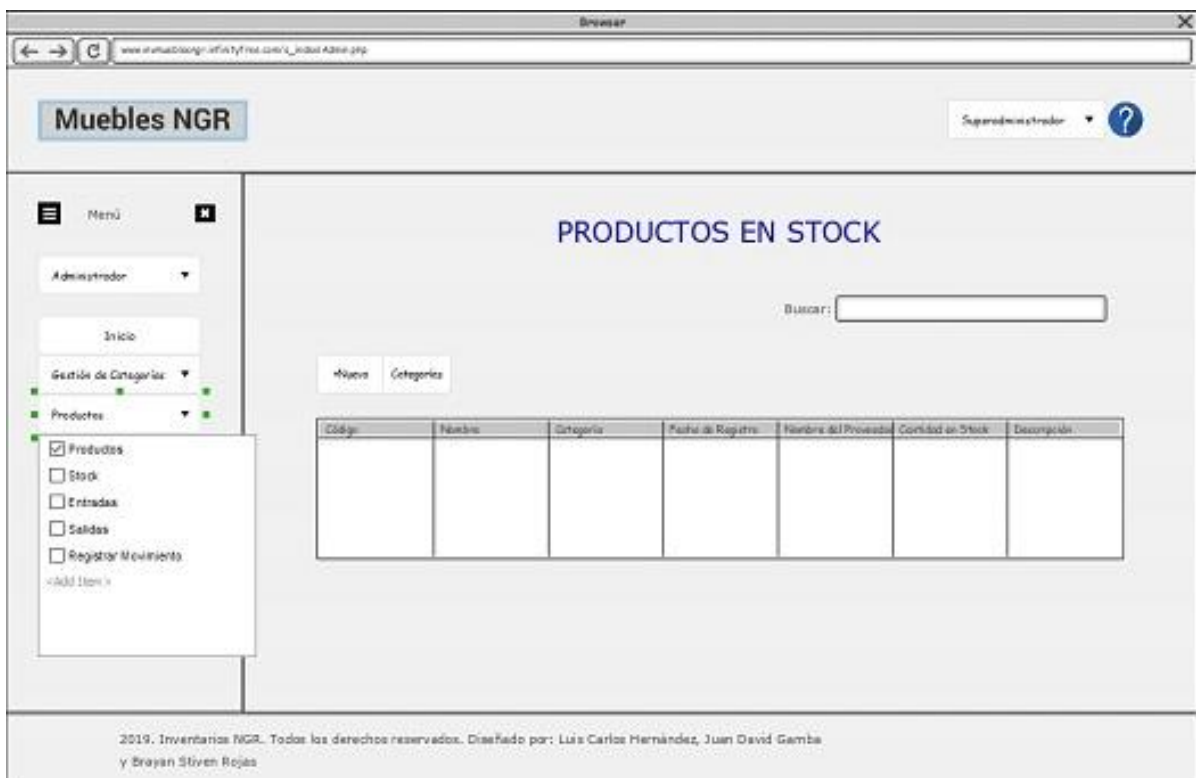 Browser
Muebles NGR
Superadministrador
?
Menú
PRODUCTOS EN STOCK
Administrador
Buscar:
Inicio
Gestión de Categorías
+Nuevo Categorías
Productos
Código Nombre Categoría Fecha de Registro Nombre del Proveedor Cantidad en Stock Descripción
Productos
Stock
Entradas
Salidas
Registrar Movimiento
<Add Item>
2019. Inventarios NGR. Todos los derechos reservados. Diseñado por: Luis Carlos Hernández, Juan David Gamba
y Brayan Stiven Rojas